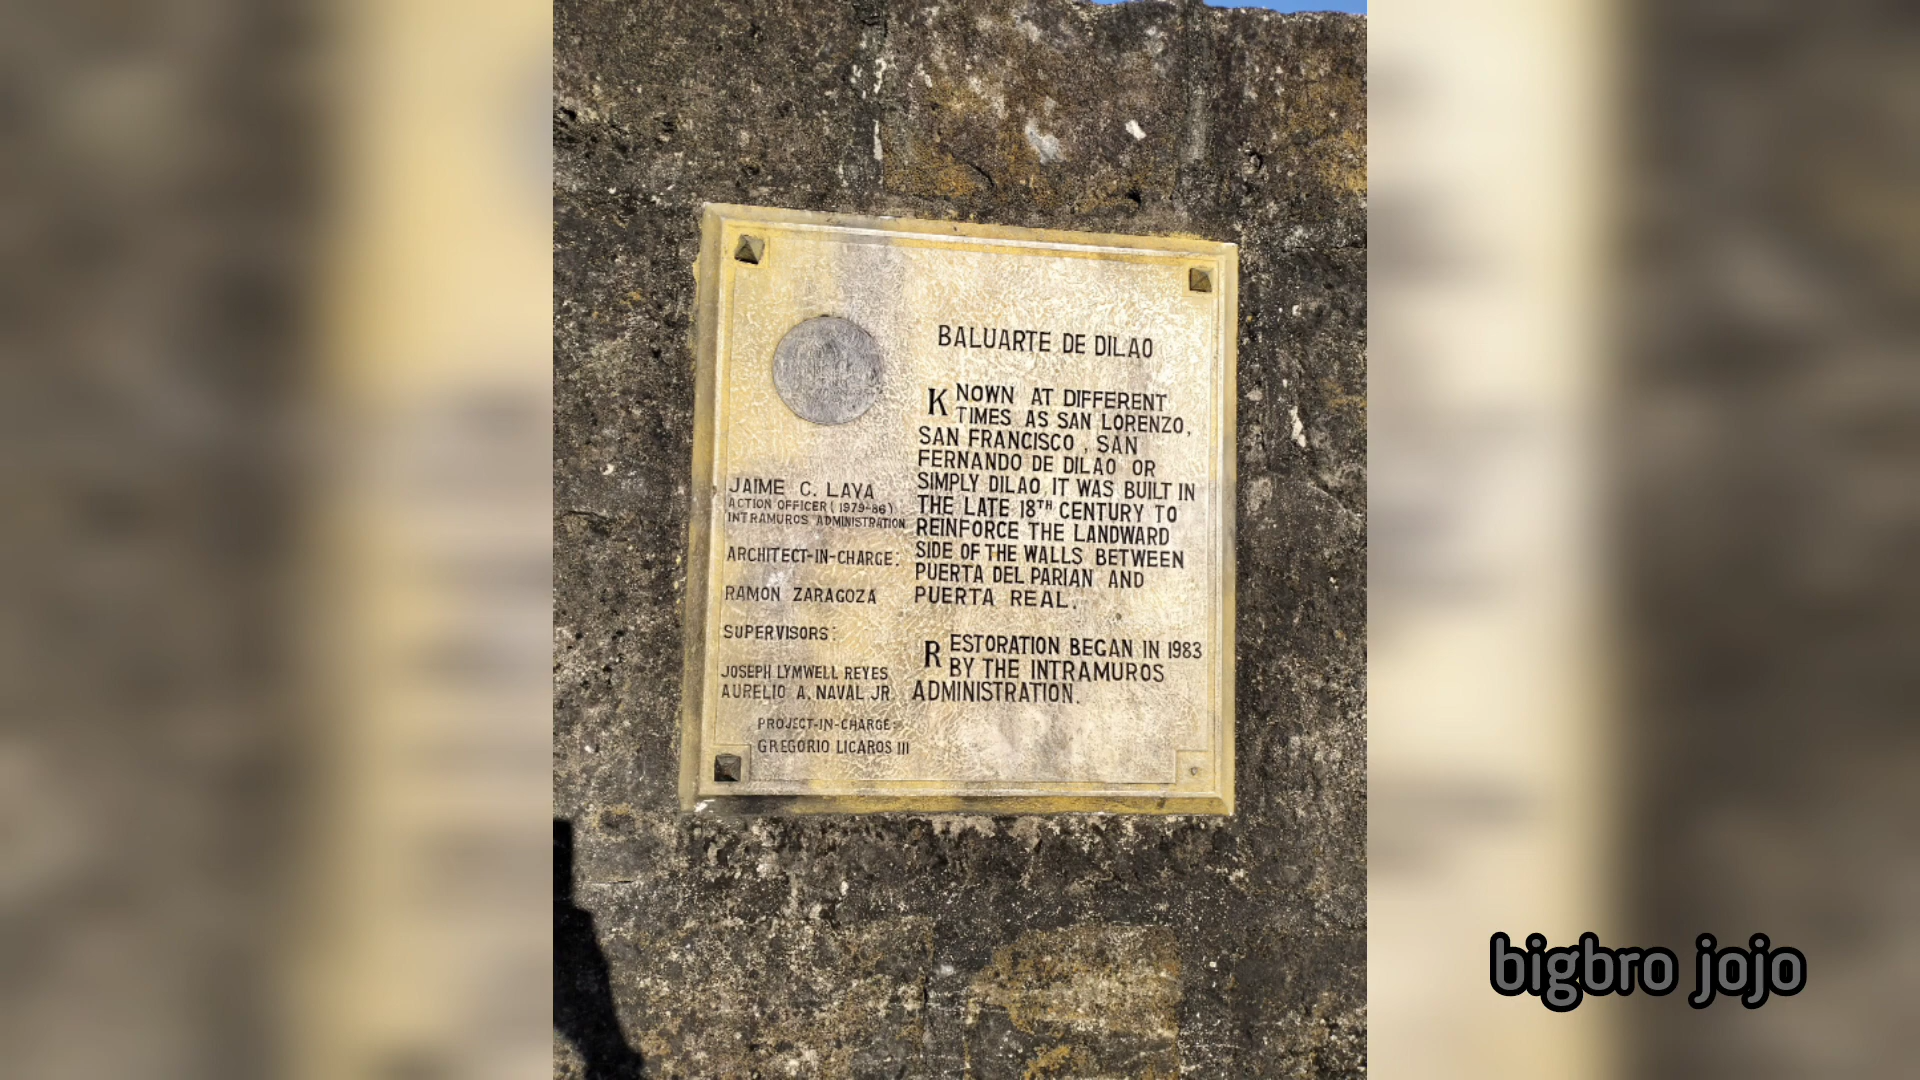 BALUARTE DE DILAO
KNOWN AT DIFFERENT
TIMES AS SAN LORENZO,
SAN FRANCISCO, SAN
FERNANDO DE DILAO OR
SIMPLY DILAO, IT WAS BUILT IN
THE LATE 18TH CENTURY TO
REINFORCE THE LANDWARD
SIDE OF THE WALLS BETWEEN
PUERTA DEL PARIAN AND
PUERTA REAL.
RESTORATION BEGAN IN 1983
BY THE INTRAMUROS
ADMINISTRATION.
JAIME C. LAYA
ACTION OFFICER (1979-86)
INTRAMUROS ADMINISTRATION
ARCHITECT-IN-CHARGE:
RAMON ZARAGOZA
SUPERVISORS:
JOSEPH LYMWELL REYES
AURELIO A. NAVAL JR
PROJECT-IN-CHARGE:
GREGORIO LICAROS III
bigbro jojo